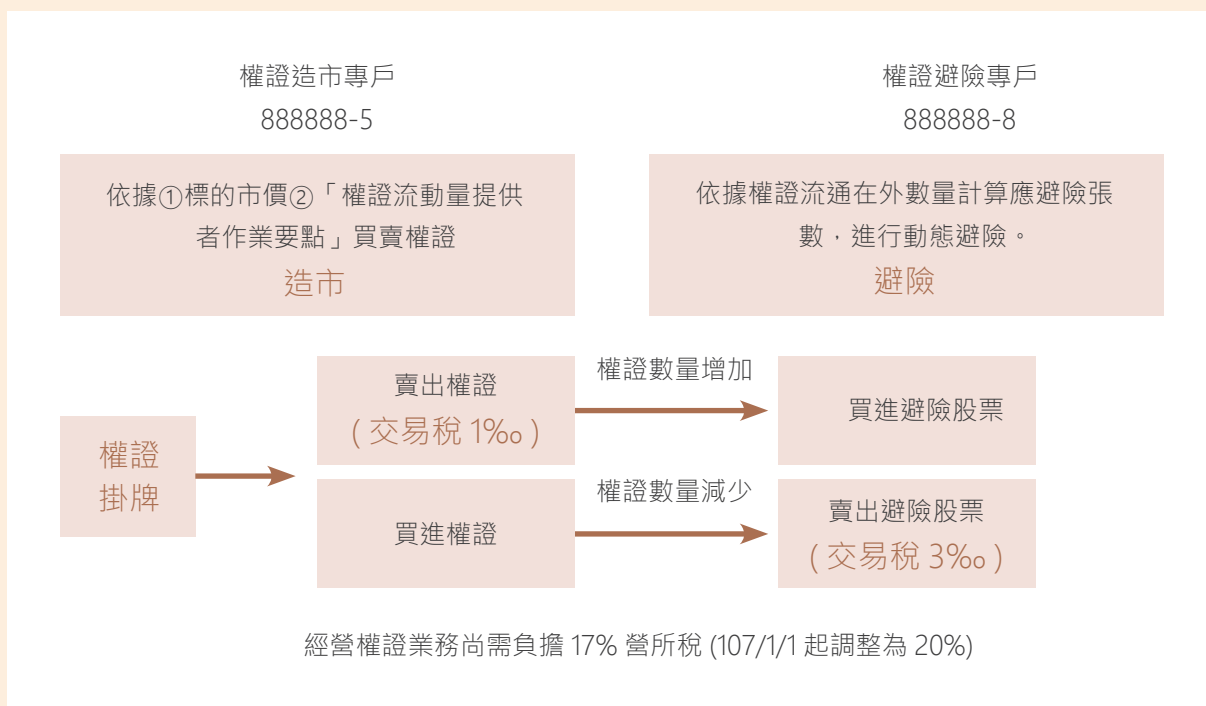 權證造市專戶
888888-5
依據①標的市價②「權證流動量提供
者作業要點」買賣權證
造市
權證避險專戶
888888-8
依據權證流通在外數量計算應避險張
數，進行動態避險。
避險
權證
掛牌
賣出權證
( 交易稅 1‰ )
權證數量增加
買進避險股票
買進權證
權證數量減少
賣出避險股票
( 交易稅 3‰ )
經營權證業務尚需負擔 17% 營所稅 (107/1/1 起調整為 20%)